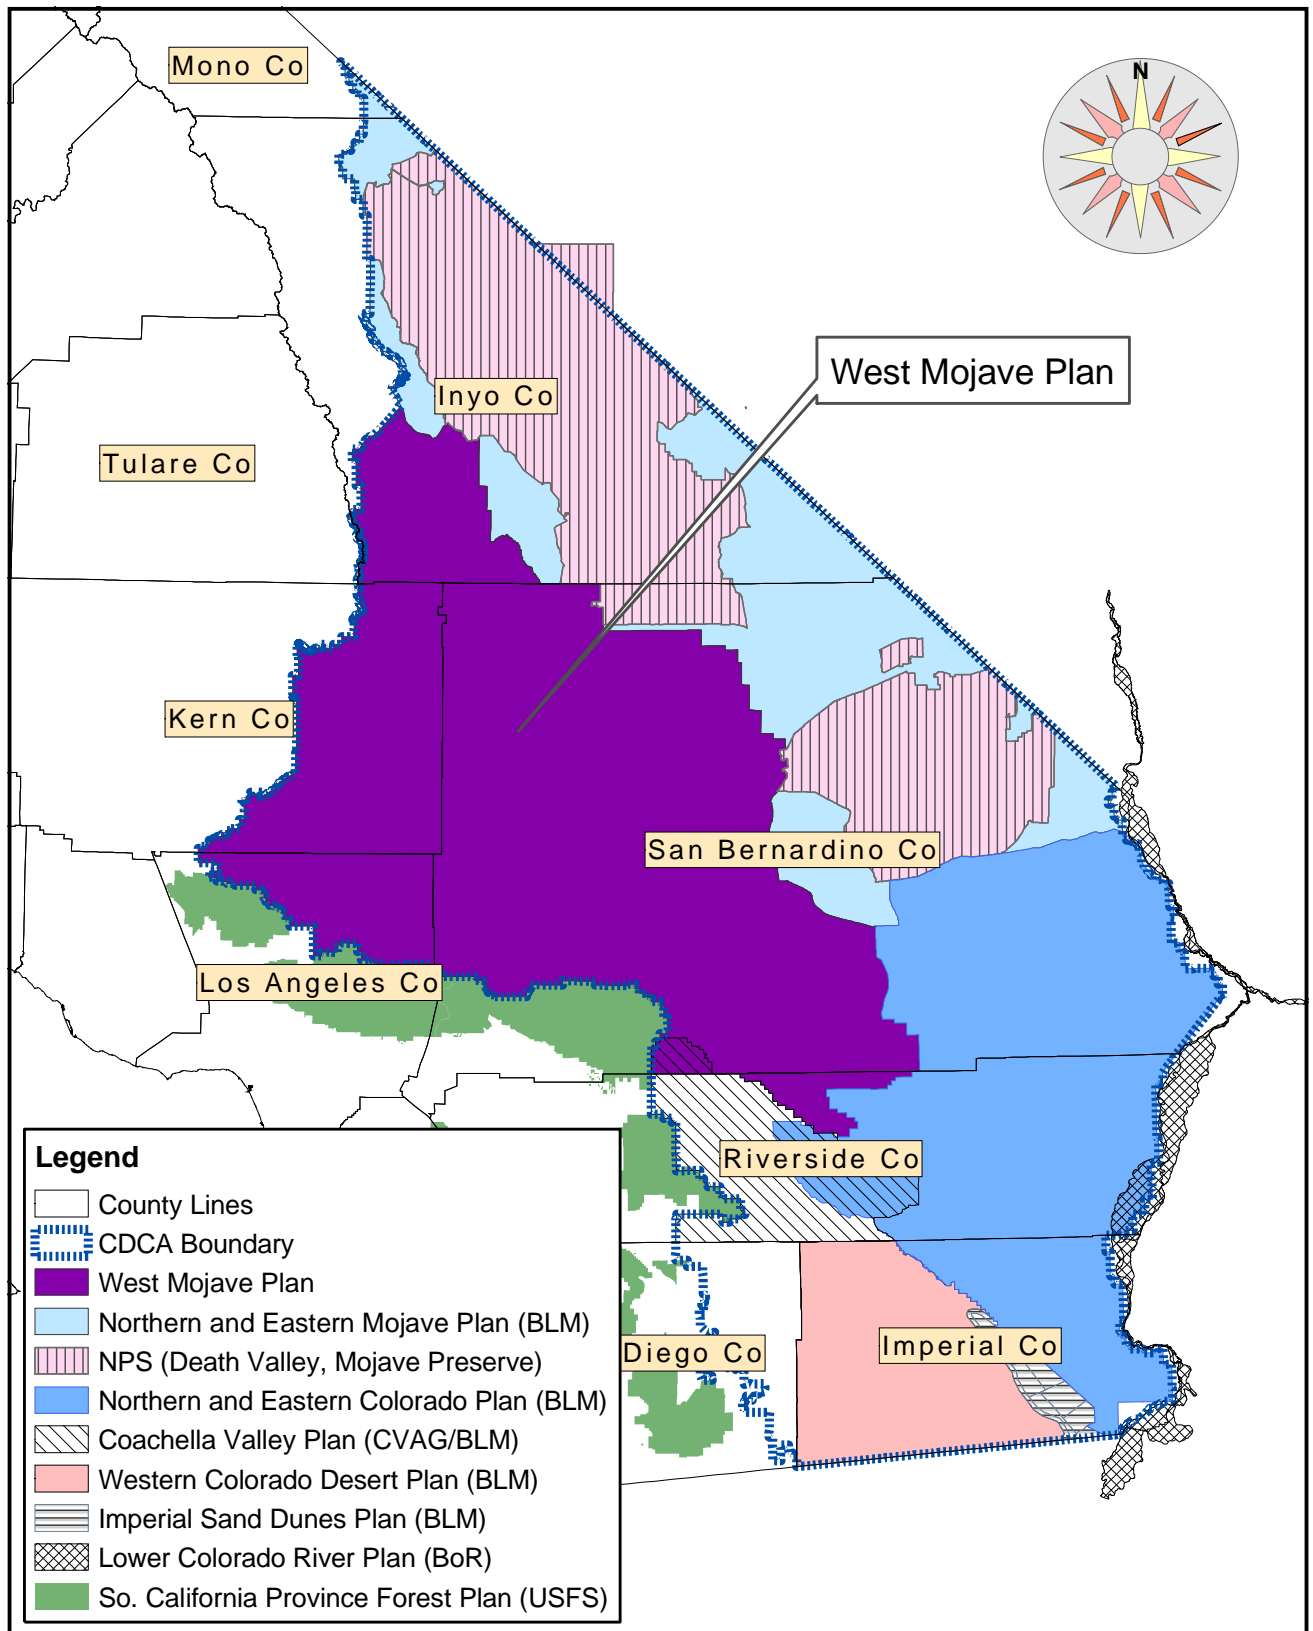 Mono Co
N
West Mojave Plan
Inyo Co
Tulare Co
Kern Co
San Bernardino Co
Los Angeles Co
Riverside Co
Imperial Co
Diego Co
Legend
County Lines
CDCA Boundary
West Mojave Plan
Northern and Eastern Mojave Plan (BLM)
NPS (Death Valley, Mojave Preserve)
Northern and Eastern Colorado Plan (BLM)
Coachella Valley Plan (CVAG/BLM)
Western Colorado Desert Plan (BLM)
Imperial Sand Dunes Plan (BLM)
Lower Colorado River Plan (BoR)
So. California Province Forest Plan (USFS)